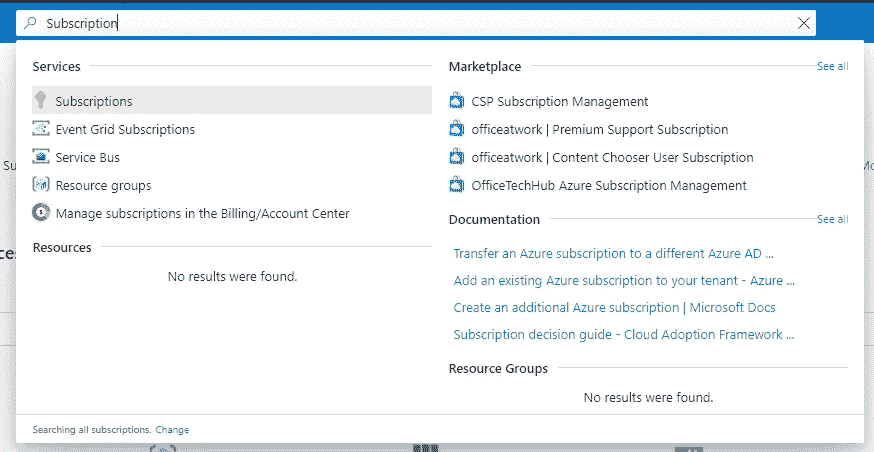 Subscription
Services
Subscriptions
Event Grid Subscriptions
Service Bus
Resource groups
Manage subscriptions in the Billing/Account Center
Resources
No results were found.
Marketplace
See all
CSP Subscription Management
officeatwork | Premium Support Subscription
officeatwork | Content Chooser User Subscription
OfficeTechHub Azure Subscription Management
Documentation
See all
Transfer an Azure subscription to a different Azure AD ...
Add an existing Azure subscription to your tenant - Azure ...
Create an additional Azure subscription | Microsoft Docs
Subscription decision guide - Cloud Adoption Framework ...
Resource Groups
No results were found.
Searching all subscriptions. Change